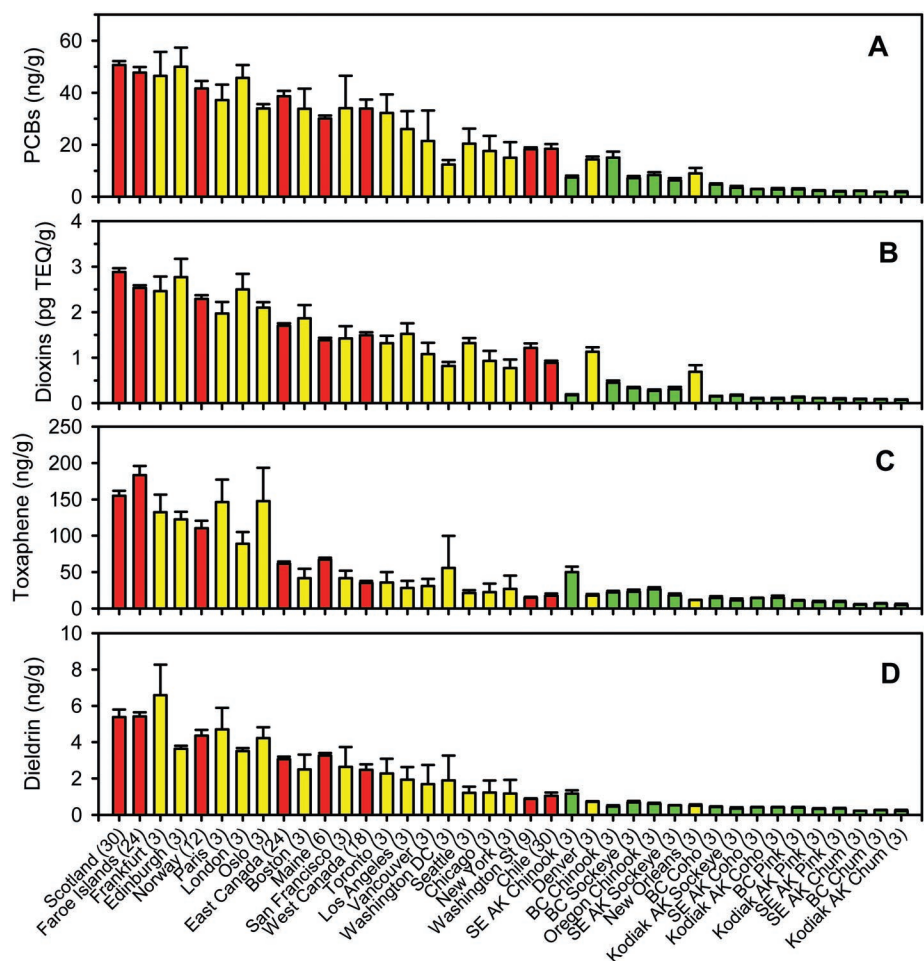 A
PCBs (ng/g)
60
40
20
0
B
Dioxins (pg TEQ/g)
4
3
2
1
0
C
Toxaphene (ng/g)
250
200
150
100
50
0
D
Dieldrin (ng/g)
10
8
6
4
2
0
Scotland (30)
Faroe Islands (24)
Frankfurt (3)
Edinburgh (3)
Norway (12)
Paris (3)
London (3)
Oslo (3)
East Canada (24)
Boston (3)
Maine (6)
San Francisco (3)
West Canada (18)
Toronto (3)
Los Angeles (3)
Vancouver (3)
Washington DC (3)
Seattle (3)
Chicago (3)
New York (3)
Washington St (9)
Chile (30)
SE AK Chinook (3)
Denver (3)
BC Chinook (3)
BC Sockeye (3)
Oregon Chinook (3)
SE AK Sockeye (3)
New Orleans (3)
BC Coho (3)
Kodiak AK Sockeye (3)
SE AK Coho (3)
Kodiak AK Coho (3)
BC Pink (3)
Kodiak AK Pink (3)
SE AK Pink (3)
SE AK Chum (3)
BC Chum (3)
Kodiak AK Chum (3)